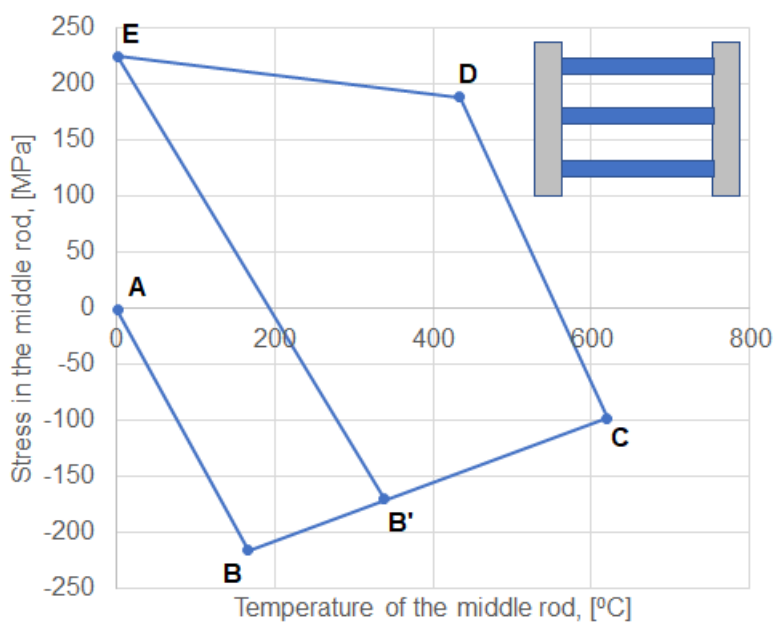 250
200
150
100
50
0
-50
-100
-150
-200
-250
Stress in the middle rod, [MPa]
E
D
A
B
B'
C
0
200
400
600
800
Temperature of the middle rod, [ºC]